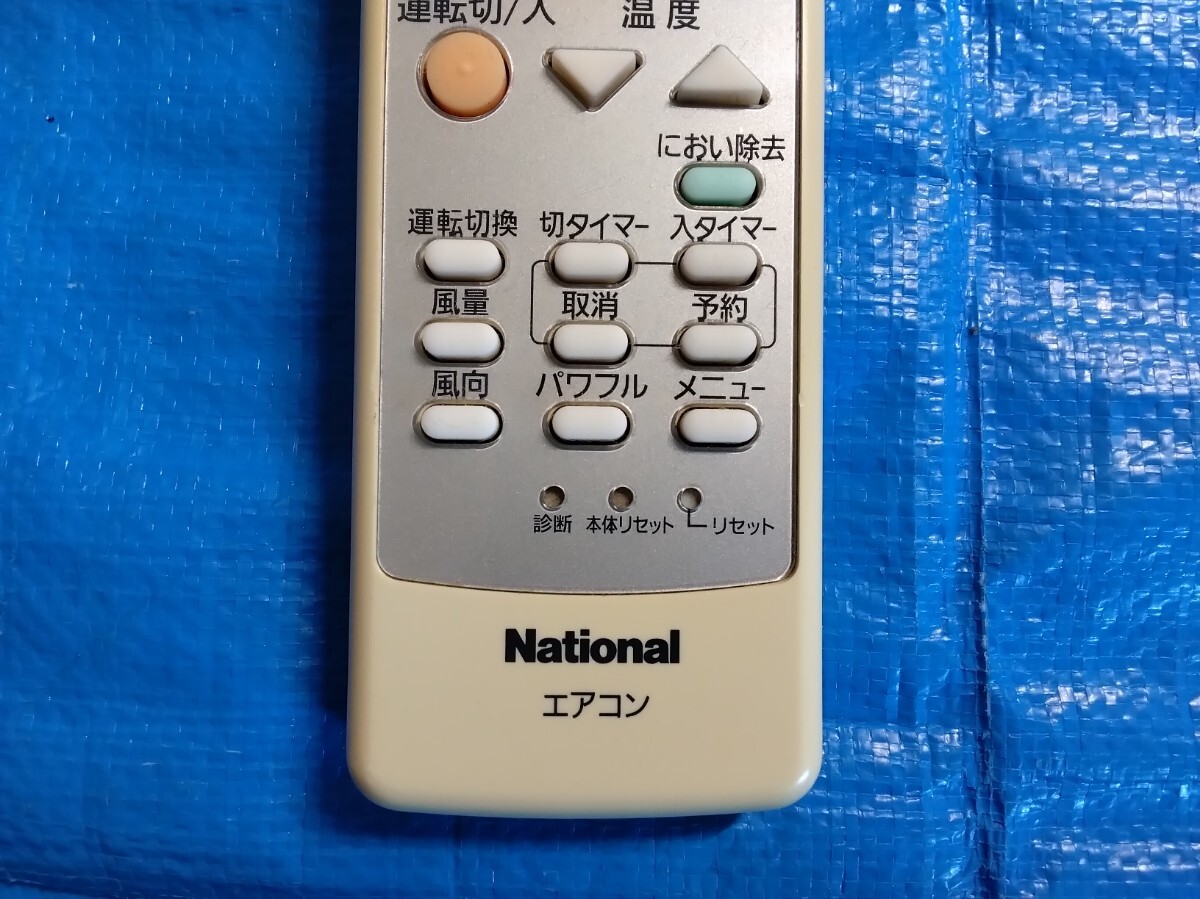 運転切/入 温度
におい除去
運転切換 切タイマー 入タイマー
風量 取消 予約
風向 パワフル メニュー
診断 本体リセット リセット
National
エアコン